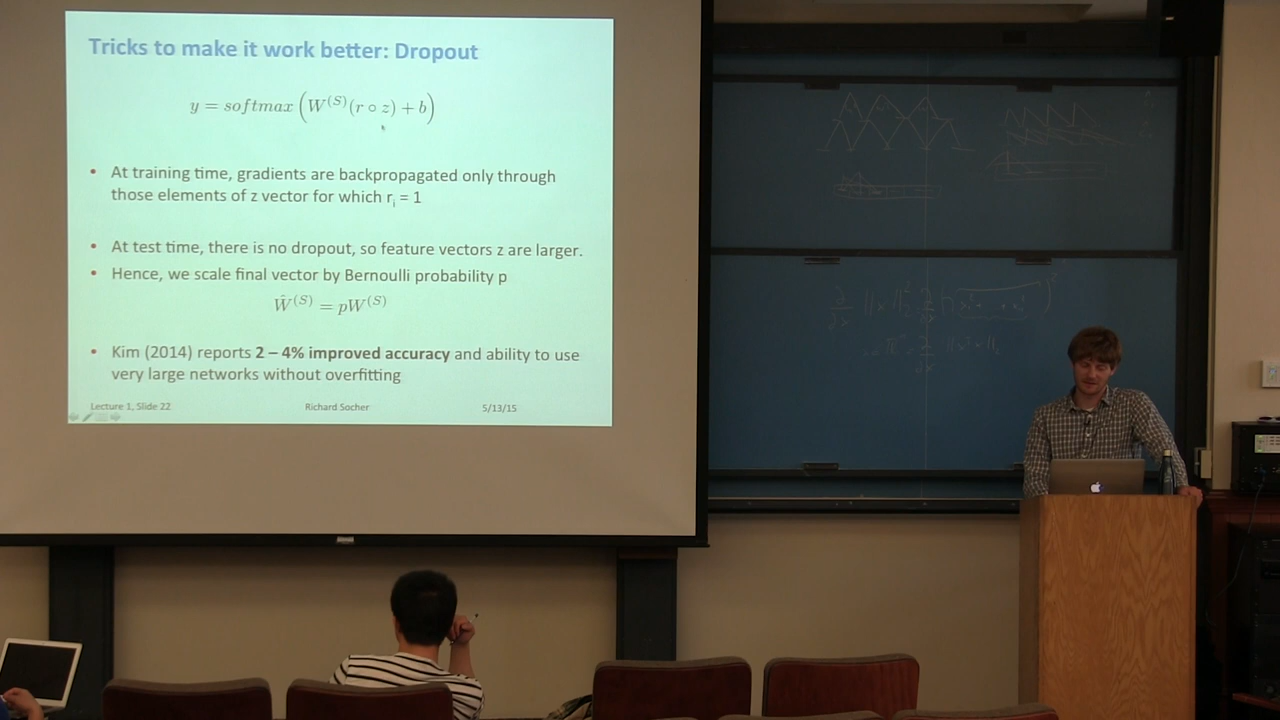 Tricks to make it work better: Dropout
y = softmax (W^(S)(r ∘ z) + b)
• At training time, gradients are backpropagated only through
those elements of z vector for which r_i = 1
• At test time, there is no dropout, so feature vectors z are larger.
• Hence, we scale final vector by Bernoulli probability p
Ŵ^(S) = pW^(S)
• Kim (2014) reports 2 – 4% improved accuracy and ability to use
very large networks without overfitting
Lecture 1, Slide 22 Richard Socher 5/13/15